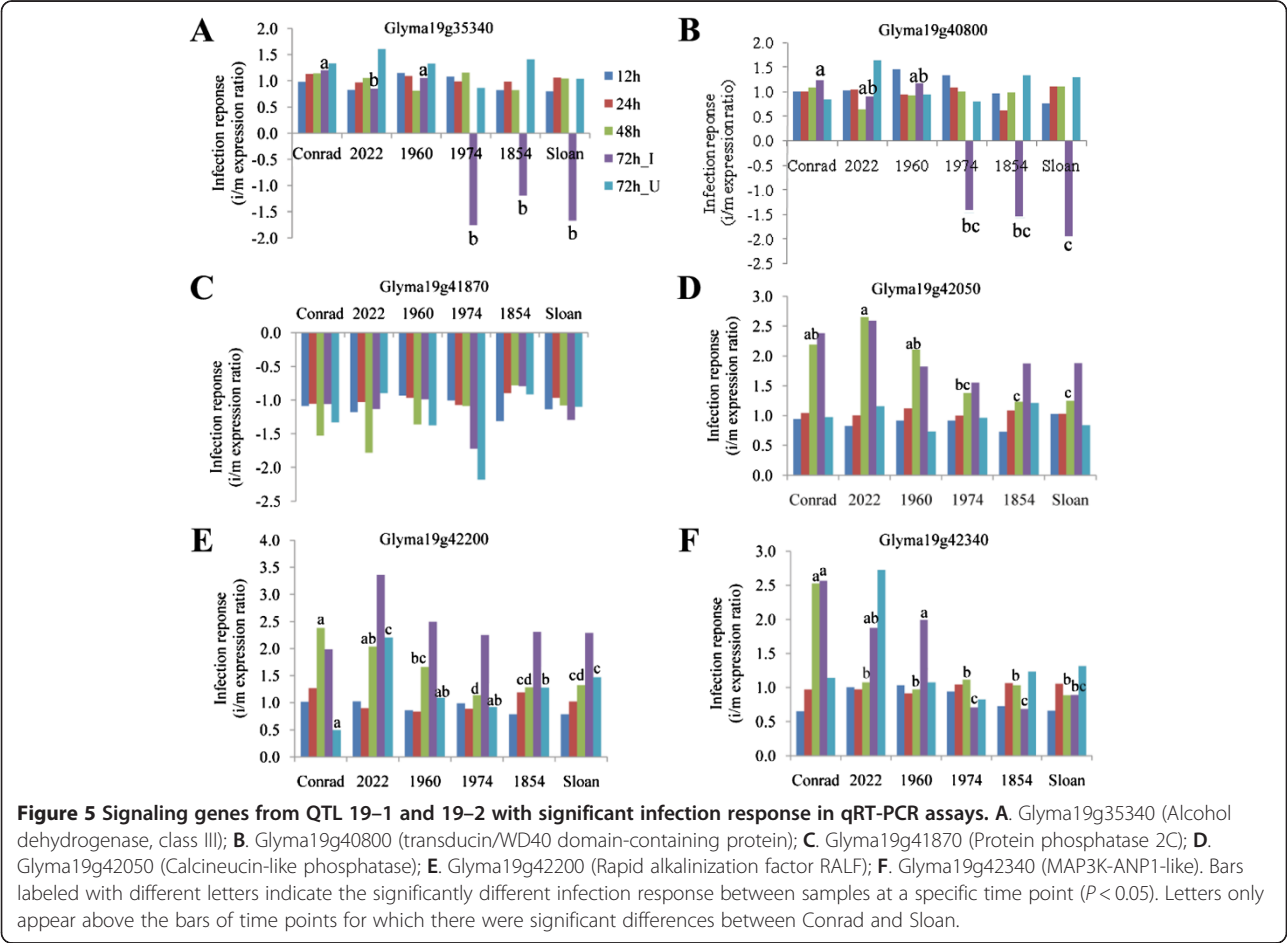 A
Glyma19g35340
Infection reponse
(i/m expression ratio)
2.0
1.5
1.0
0.5
0.0
-0.5
-1.0
-1.5
-2.0
a
b
a
b
b
b
Conrad 2022 1960 1974 1854 Sloan
12h
24h
48h
72h_I
72h_U
B
Glyma19g40800
Infection reponse
(i/m expression ratio)
2.0
1.5
1.0
0.5
0.0
-0.5
-1.0
-1.5
-2.0
-2.5
a
ab
ab
bc
bc
c
Conrad 2022 1960 1974 1854 Sloan
C
Glyma19g41870
Conrad 2022 1960 1974 1854 Sloan
Infection reponse
(i/m expression ratio)
0.0
-0.5
-1.0
-1.5
-2.0
-2.5
D
Glyma19g42050
Infection reponse
(i/m expression ratio)
3.0
2.5
2.0
1.5
1.0
0.5
0.0
ab
a
ab
bc
c
c
Conrad 2022 1960 1974 1854 Sloan
E
Glyma19g42200
Infection reponse
(i/m expression ratio)
4.0
3.5
3.0
2.5
2.0
1.5
1.0
0.5
0.0
a
a
ab
c
bc
ab
d
ab
cd
b
cd
c
Conrad 2022 1960 1974 1854 Sloan
F
Glyma19g42340
Infection reponse
(i/m expression ratio)
3.0
2.5
2.0
1.5
1.0
0.5
0.0
a
a
b
ab
b
a
b
c
b
c
b
bc
Conrad 2022 1960 1974 1854 Sloan
Figure 5 Signaling genes from QTL 19–1 and 19–2 with significant infection response in qRT-PCR assays. A. Glyma19g35340 (Alcohol
dehydrogenase, class III); B. Glyma19g40800 (transducin/WD40 domain-containing protein); C. Glyma19g41870 (Protein phosphatase 2C); D.
Glyma19g42050 (Calcineucin-like phosphatase); E. Glyma19g42200 (Rapid alkalinization factor RALF); F. Glyma19g42340 (MAP3K-ANP1-like). Bars
labeled with different letters indicate the significantly different infection response between samples at a specific time point (P < 0.05). Letters only
appear above the bars of time points for which there were significant differences between Conrad and Sloan.